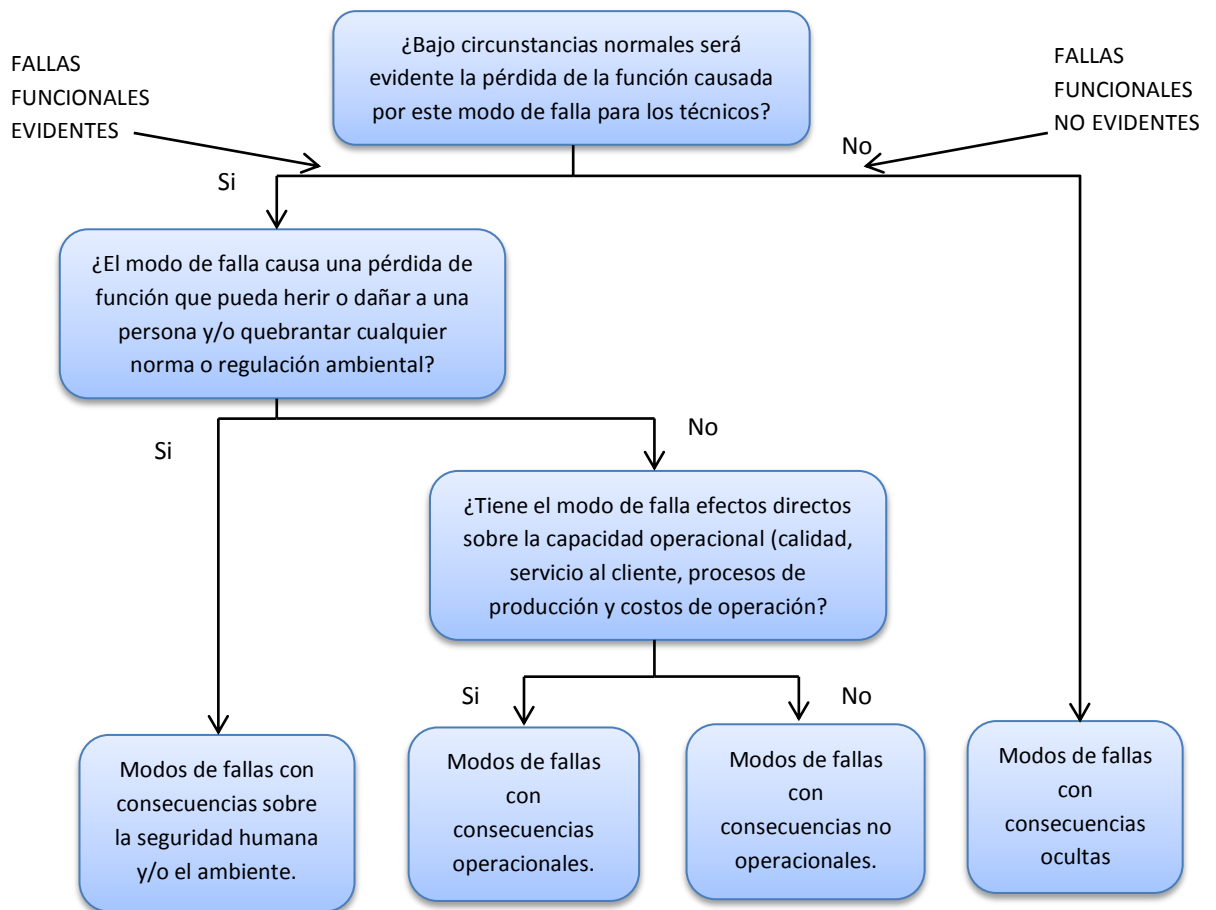 ¿Bajo circunstancias normales será
evidente la pérdida de la función causada
por este modo de falla para los técnicos?
FALLAS
FUNCIONALES
EVIDENTES
FALLAS
FUNCIONALES
NO EVIDENTES
Si
No
¿El modo de falla causa una pérdida de
función que pueda herir o dañar a una
persona y/o quebrantar cualquier
norma o regulación ambiental?
Si
No
¿Tiene el modo de falla efectos directos
sobre la capacidad operacional (calidad,
servicio al cliente, procesos de
producción y costos de operación?
Si
No
Modos de fallas con
consecuencias sobre
la seguridad humana
y/o el ambiente.
Modos de fallas
con
consecuencias
operacionales.
Modos de fallas
con
consecuencias no
operacionales.
Modos de fallas
con
consecuencias
ocultas